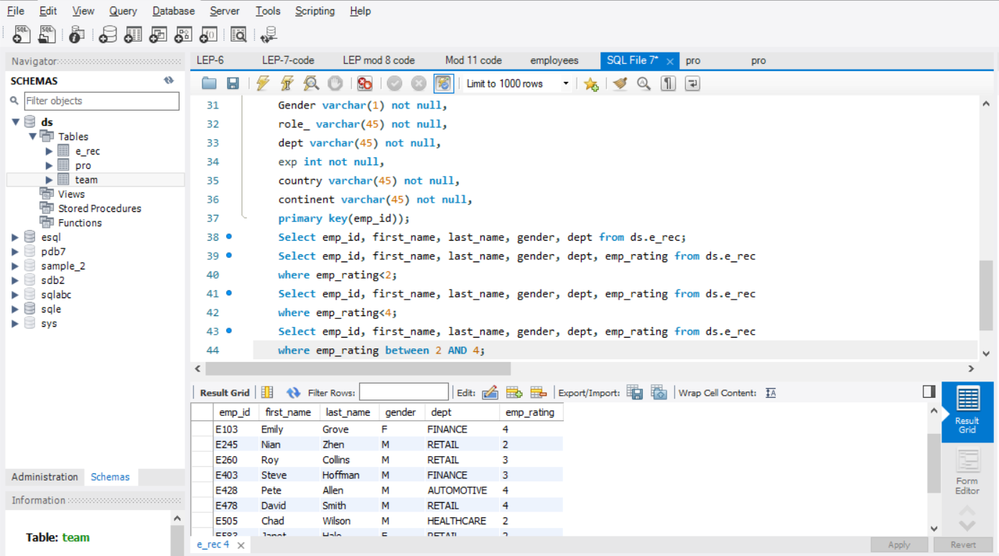 File Edit View Query Database Server Tools Scripting Help
Navigator
SCHEMAS
Filter objects
ds
Tables
e_rec
pro
team
Views
Stored Procedures
Functions
esql
pdb7
sample_2
sdb2
sqlabc
sqle
sys
Administration Schemas
Information
Table: team
LEP-6 LEP-7-code LEP mod 8 code Mod 11 code employees SQL File 7* pro pro
Limit to 1000 rows
31 Gender varchar(1) not null,
32 role_ varchar(45) not null,
33 dept varchar(45) not null,
34 exp int not null,
35 country varchar(45) not null,
36 continent varchar(45) not null,
37 primary key(emp_id));
38 Select emp_id, first_name, last_name, gender, dept from ds.e_rec;
39 Select emp_id, first_name, last_name, gender, dept, emp_rating from ds.e_rec
40 where emp_rating<2;
41 Select emp_id, first_name, last_name, gender, dept, emp_rating from ds.e_rec
42 where emp_rating<4;
43 Select emp_id, first_name, last_name, gender, dept, emp_rating from ds.e_rec
44 where emp_rating between 2 AND 4;
Result Grid Filter Rows: Edit: Export/Import: Wrap Cell Content:
emp_id first_name last_name gender dept emp_rating
E103 Emily Grove F FINANCE 4
E245 Nian Zhen M RETAIL 2
E260 Roy Collins M RETAIL 3
E403 Steve Hoffman M FINANCE 3
E428 Pete Allen M AUTOMOTIVE 4
E478 David Smith M RETAIL 4
E505 Chad Wilson M HEALTHCARE 2
E583 Janet Hale F RETAIL 2
Result
Grid
Form
Editor
e_rec 4
Apply Revert